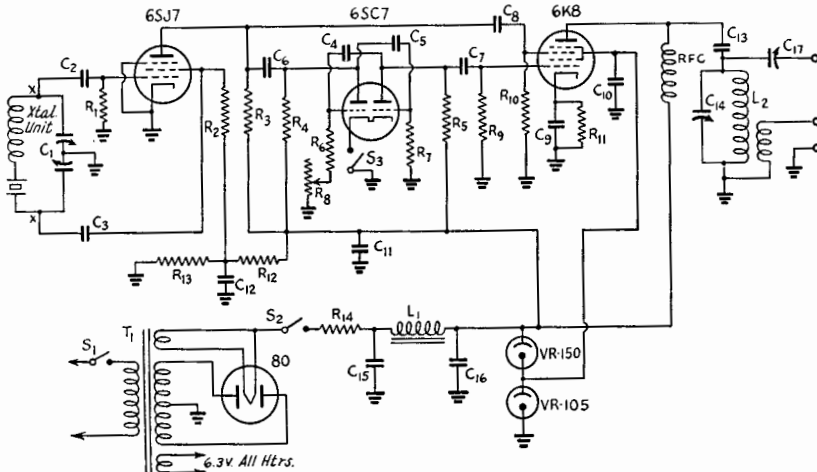 6SJ7
6SC7
C8
6K8
C2
C4
C5
C13
C17
X
C6
C7
RFC
Xtal.
Unit
R1
R2
R3
R4
R5
R9
R10
C10
C14
L2
C1
R6
R7
C9
R11
S3
R8
X
C3
C11
R13
R12
C12
T1
S2
R14
L1
S1
80
C15
C16
VR-150
VR-105
6.3v. All Htrs.